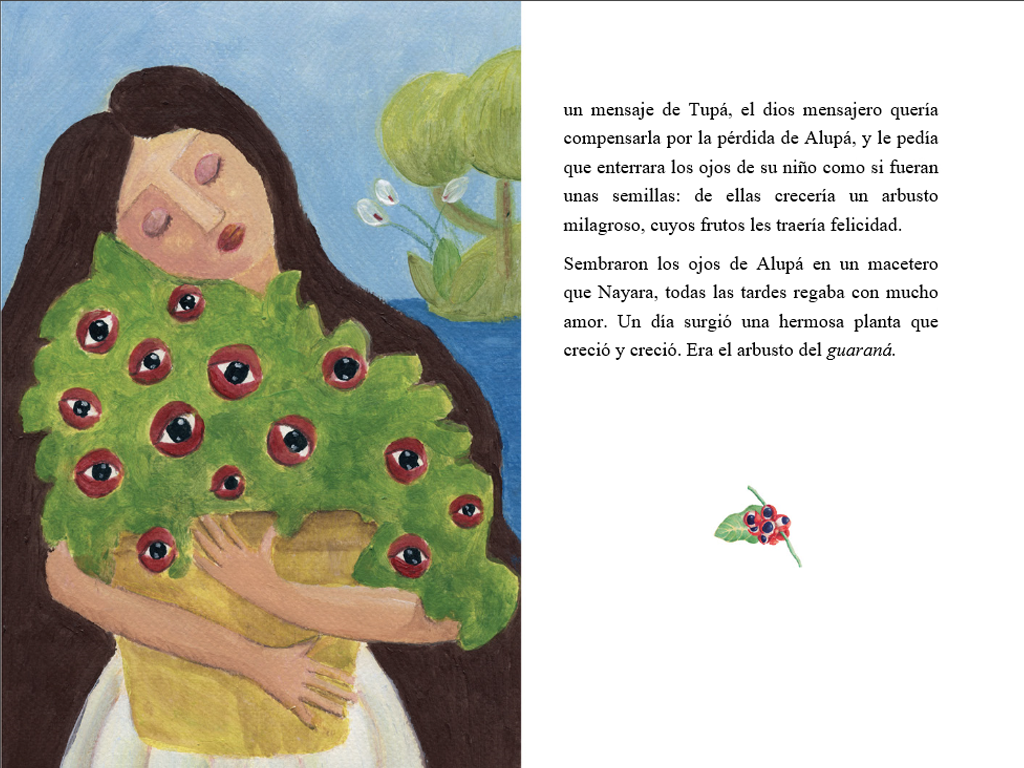 un mensaje de Tupá, el dios mensajero quería
compensarla por la pérdida de Alupá, y le pedía
que enterrara los ojos de su niño como si fueran
unas semillas: de ellas crecería un arbusto
milagroso, cuyos frutos les traería felicidad.
Sembraron los ojos de Alupá en un macetero
que Nayara, todas las tardes regaba con mucho
amor. Un día surgió una hermosa planta que
creció y creció. Era el arbusto del guaraná.